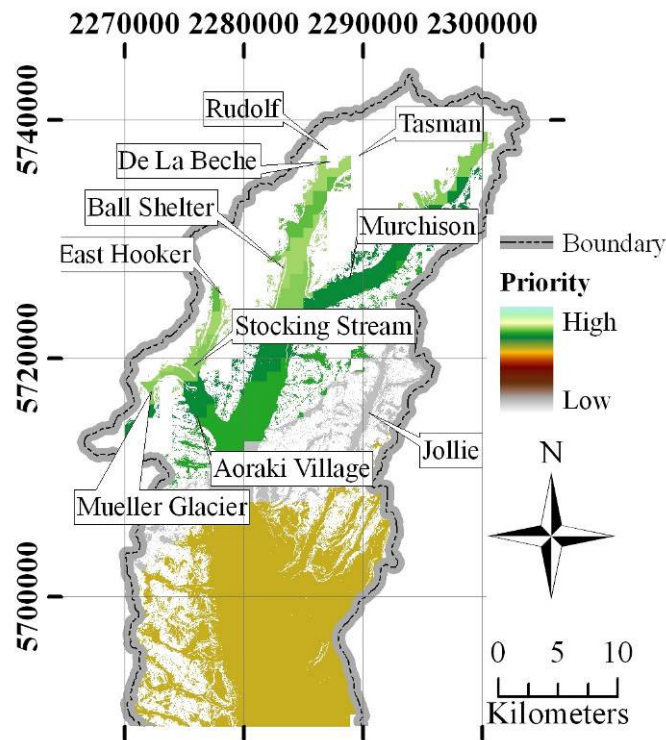 2270000 2280000 2290000 2300000
5740000
5720000
5700000
Rudolf
Tasman
De La Beche
Ball Shelter
Murchison
East Hooker
Stocking Stream
Jollie
Aoraki Village
Mueller Glacier
Boundary
Priority
High
Low
N
0 5 10
Kilometers